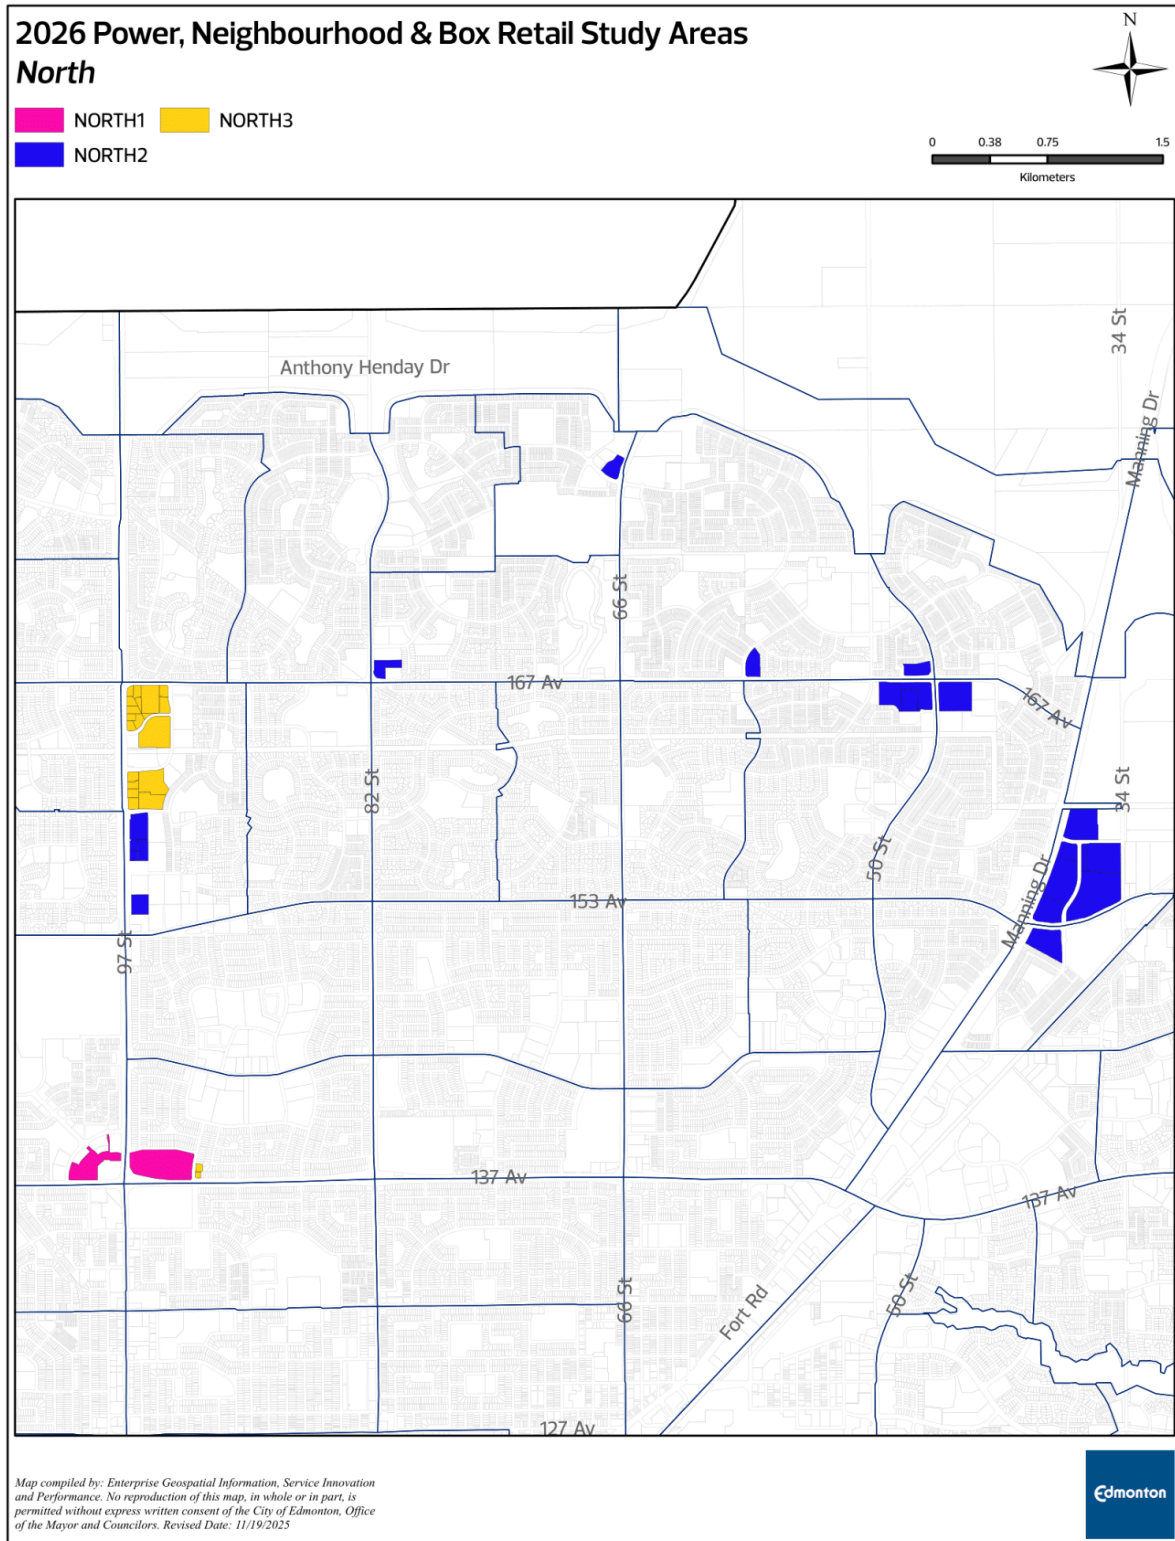 2026 Power, Neighbourhood & Box Retail Study Areas
North
N
NORTH1
NORTH3
NORTH2
0 0.38 0.75 1.5
Kilometers
Anthony Henday Dr
34 St
Manning Dr
66 St
167 Av
167 Av
82 St
34 St
50 St
Manning Dr
153 Av
97 St
137 Av
137 Av
66 St
50 St
Fort Rd
127 Av
Map compiled by: Enterprise Geospatial Information, Service Innovation
and Performance. No reproduction of this map, in whole or in part, is
permitted without express written consent of the City of Edmonton, Office
of the Mayor and Councilors. Revised Date: 11/19/2025
Edmonton